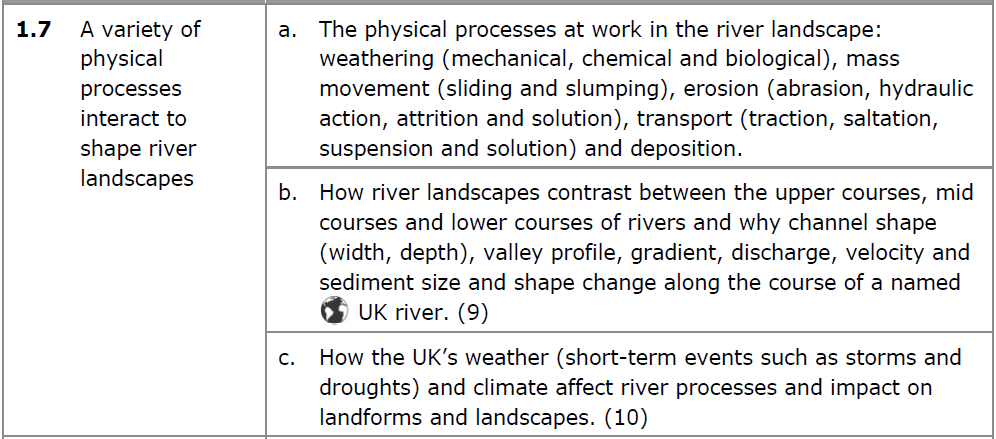 1.7 A variety of
physical
processes
interact to
shape river
landscapes
a. The physical processes at work in the river landscape:
weathering (mechanical, chemical and biological), mass
movement (sliding and slumping), erosion (abrasion, hydraulic
action, attrition and solution), transport (traction, saltation,
suspension and solution) and deposition.
b. How river landscapes contrast between the upper courses, mid
courses and lower courses of rivers and why channel shape
(width, depth), valley profile, gradient, discharge, velocity and
sediment size and shape change along the course of a named
UK river. (9)
c. How the UK’s weather (short-term events such as storms and
droughts) and climate affect river processes and impact on
landforms and landscapes. (10)